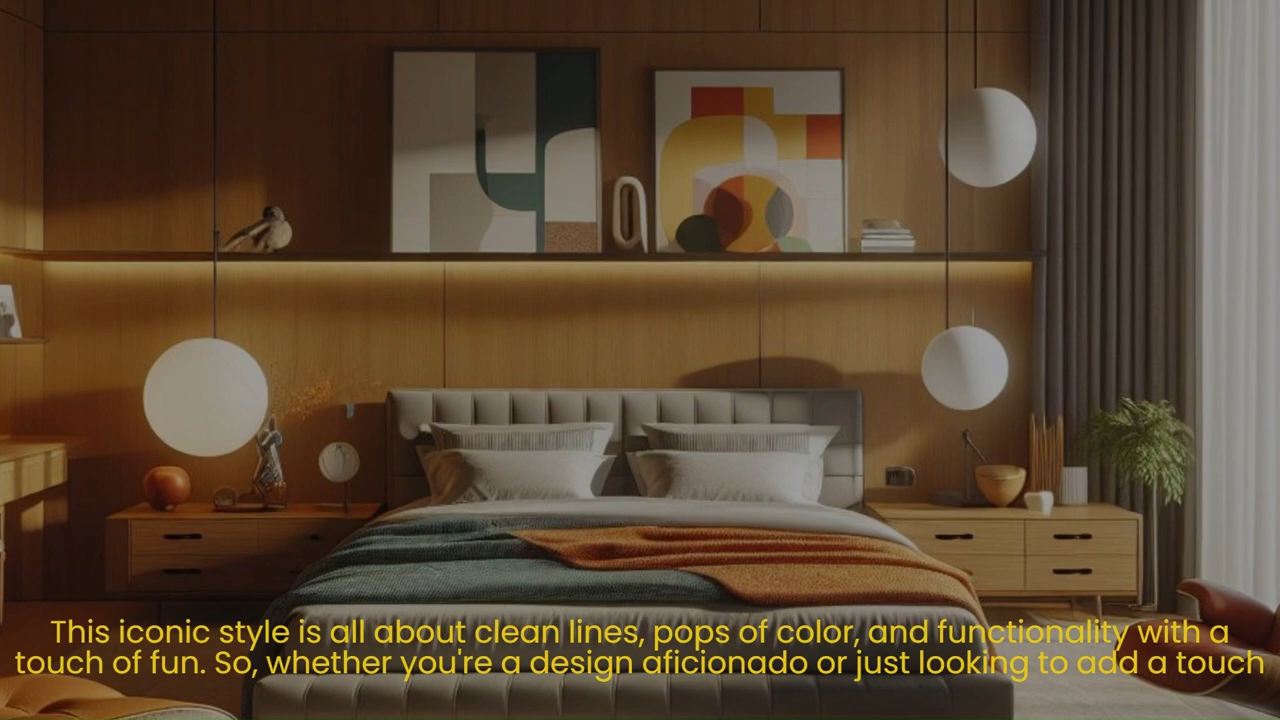 This iconic style is all about clean lines, pops of color, and functionality with a
touch of fun. So, whether you're a design aficionado or just looking to add a touch